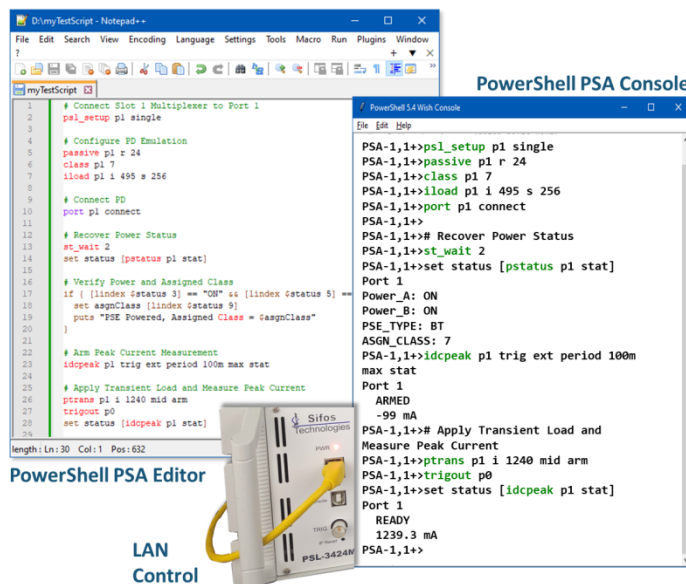 D:\myTestScript - Notepad++
File Edit Search View Encoding Language Settings Tools Macro Run Plugins Window
?
myTestScript
1 # Connect Slot 1 Multiplexer to Port 1
2 psl_setup p1 single
3
4 # Configure PD Emulation
5 passive p1 r 24
6 class p1 7
7 iload p1 i 495 s 256
8
9 # Connect PD
10 port p1 connect
11
12 # Recover Power Status
13 st_wait 2
14 set status [pstatus p1 stat]
15
16 # Verify Power and Assigned Class
17 if { [lindex $status 3] == "ON" && [lindex $status 5] ==
18 set asgnClass [lindex $status 9]
19 puts "PSE Powered, Assigned Class = $asgnClass"
20 }
21
22 # Arm Peak Current Measurement
23 idcpeak p1 trig ext period 100m max stat
24
25 # Apply Transient Load and Measure Peak Current
26 ptrans p1 i 1240 mid arm
27 trigout p0
28 set status [idcpeak p1 stat]
29
length : Ln : 30 Col : 1 Pos : 632
PowerShell PSA Editor
PowerShell PSA Console
PowerShell 5.4 Wish Console
File Edit Help
PSA-1,1+>psl_setup p1 single
PSA-1,1+>passive p1 r 24
PSA-1,1+>class p1 7
PSA-1,1+>iload p1 i 495 s 256
PSA-1,1+>port p1 connect
PSA-1,1+>
PSA-1,1+># Recover Power Status
PSA-1,1+>st_wait 2
PSA-1,1+>set status [pstatus p1 stat]
Port 1
Power_A: ON
Power_B: ON
PSE_TYPE: BT
ASGN_CLASS: 7
PSA-1,1+>idcpeak p1 trig ext period 100m
max stat
Port 1
ARMED
-99 mA
PSA-1,1+># Apply Transient Load and
Measure Peak Current
PSA-1,1+>ptrans p1 i 1240 mid arm
PSA-1,1+>trigout p0
PSA-1,1+>set status [idcpeak p1 stat]
Port 1
READY
1239.3 mA
PSA-1,1+>
Sifos
Technologies
PWR
TRIG
PSL-3424M
LAN
Control